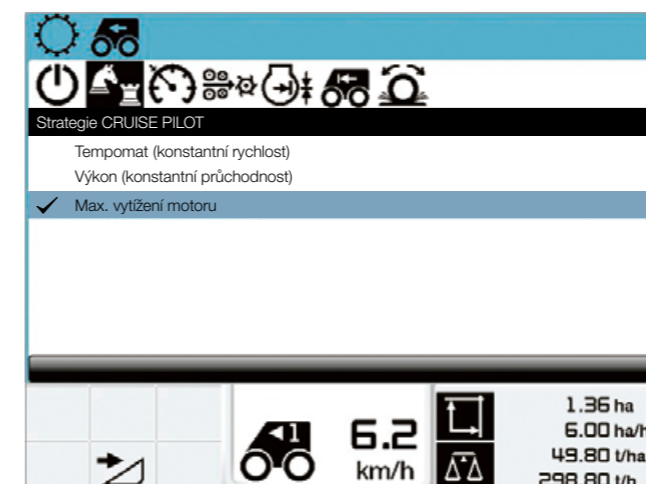 Strategie CRUISE PILOT
Tempomat (konstantní rychlost)
Výkon (konstantní průchodnost)
Max. vytížení motoru
1
6.2
km/h
1.36 ha
6.00 ha/h
49.80 t/ha
298.80 t/h